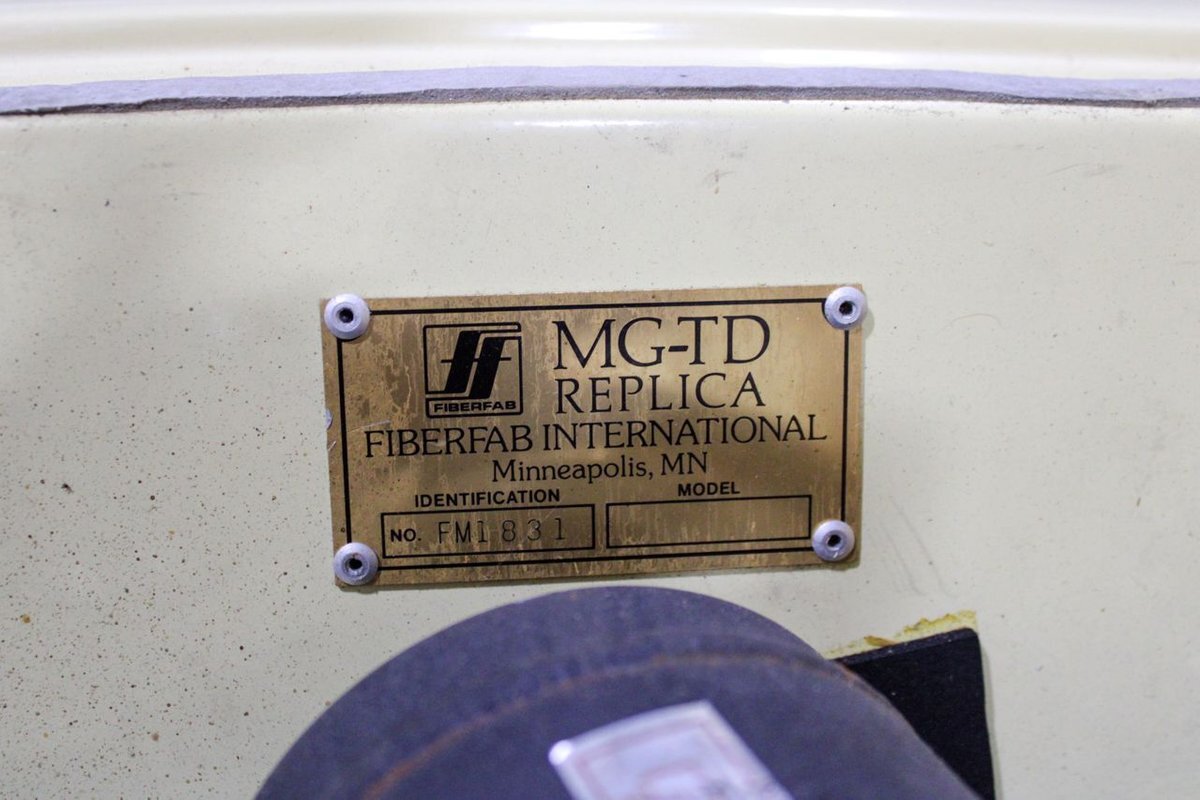 FIBERFAB
MG-TD
REPLICA
FIBERFAB INTERNATIONAL
Minneapolis, MN
IDENTIFICATION MODEL
NO. FM1831